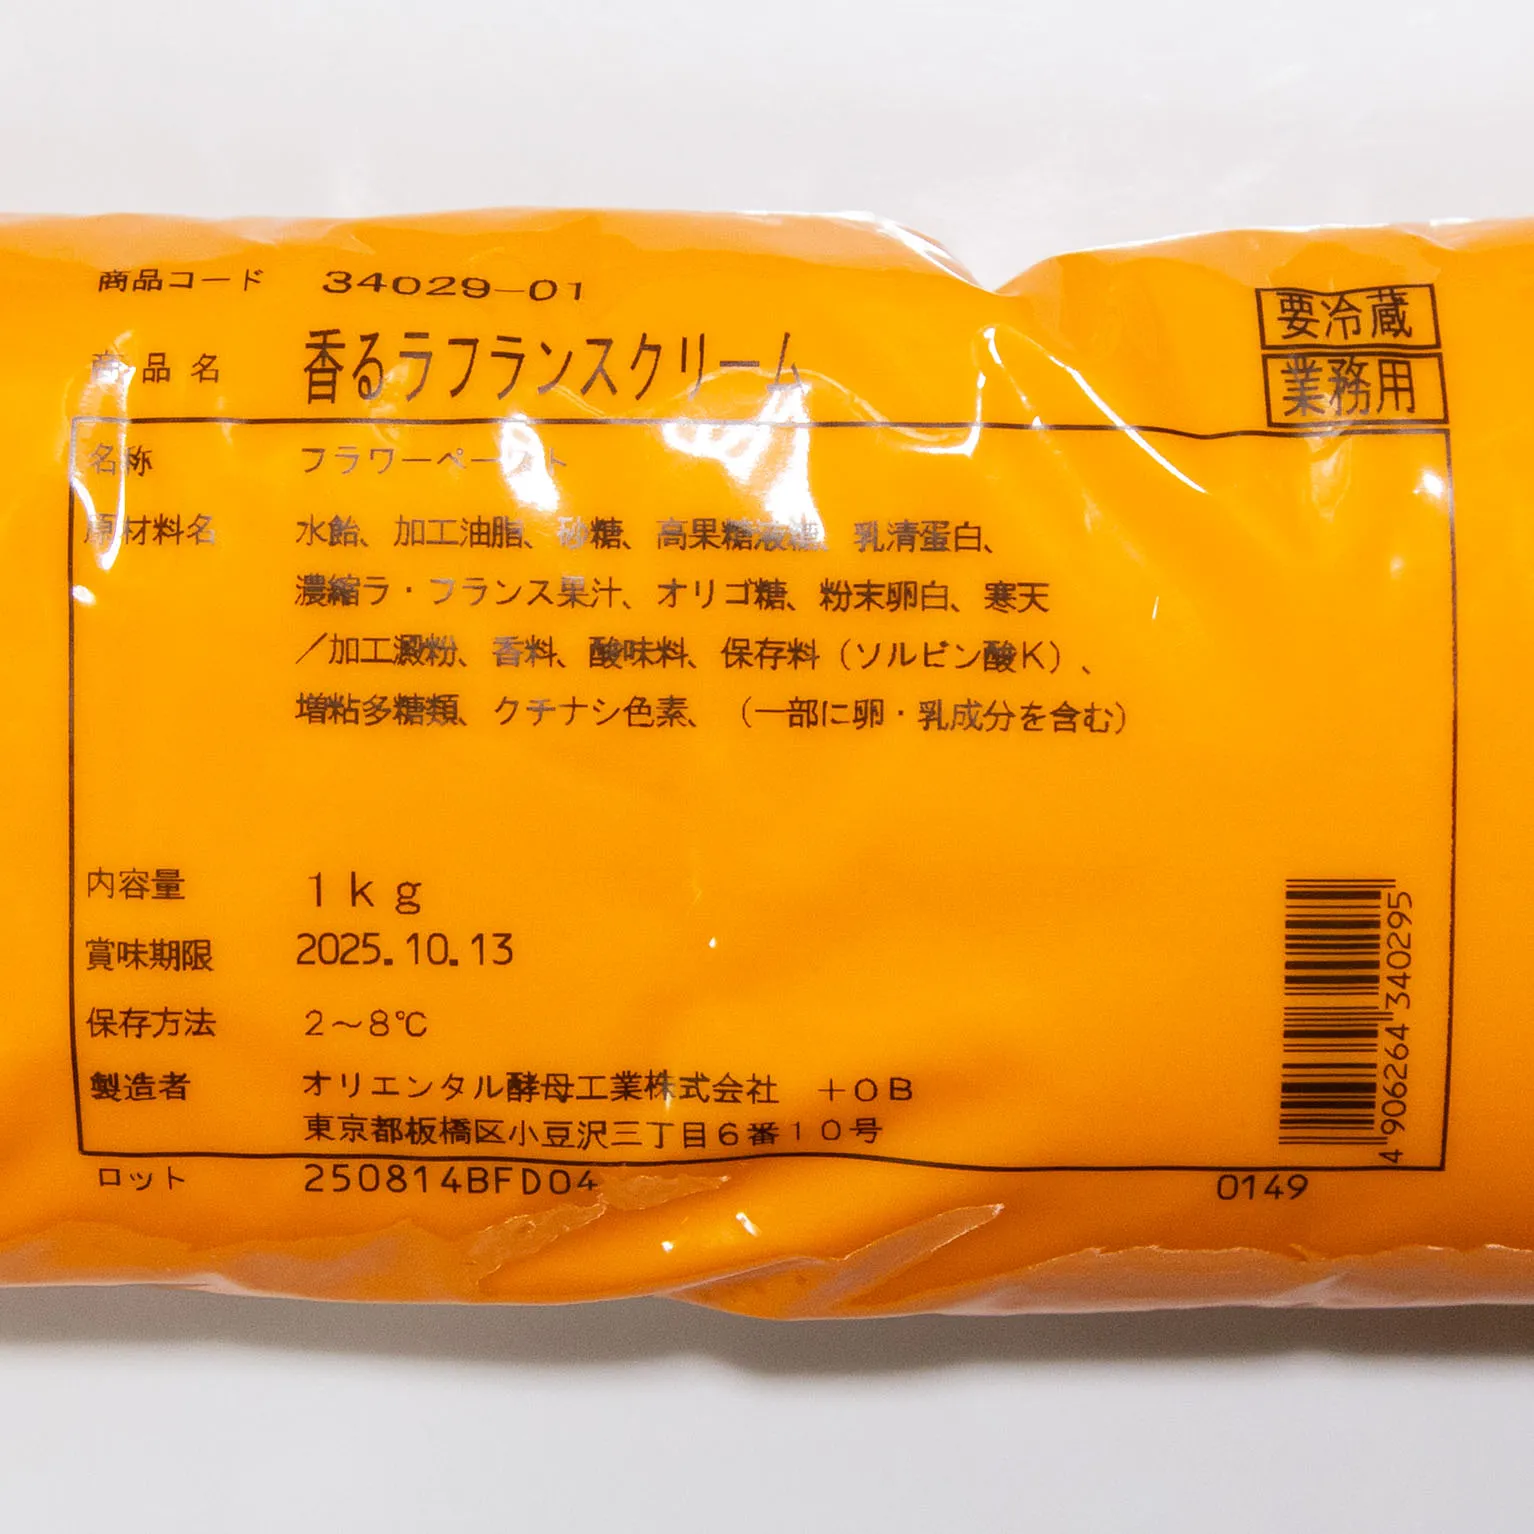 商品コード 34029-01
商品名 香るラフランスクリーム
要冷蔵
業務用
名称 フラワーペースト
原材料名 水飴、加工油脂、砂糖、高果糖液糖、乳清蛋白、
濃縮ラ・フランス果汁、オリゴ糖、粉末卵白、寒天
／加工澱粉、香料、酸味料、保存料（ソルビン酸K）、
増粘多糖類、クチナシ色素、（一部に卵・乳成分を含む）
内容量 1kg
賞味期限 2025.10.13
保存方法 2～8℃
製造者 オリエンタル酵母工業株式会社 +OB
東京都板橋区小豆沢三丁目6番10号
4906264340295
ロット 250814BFD04 0149